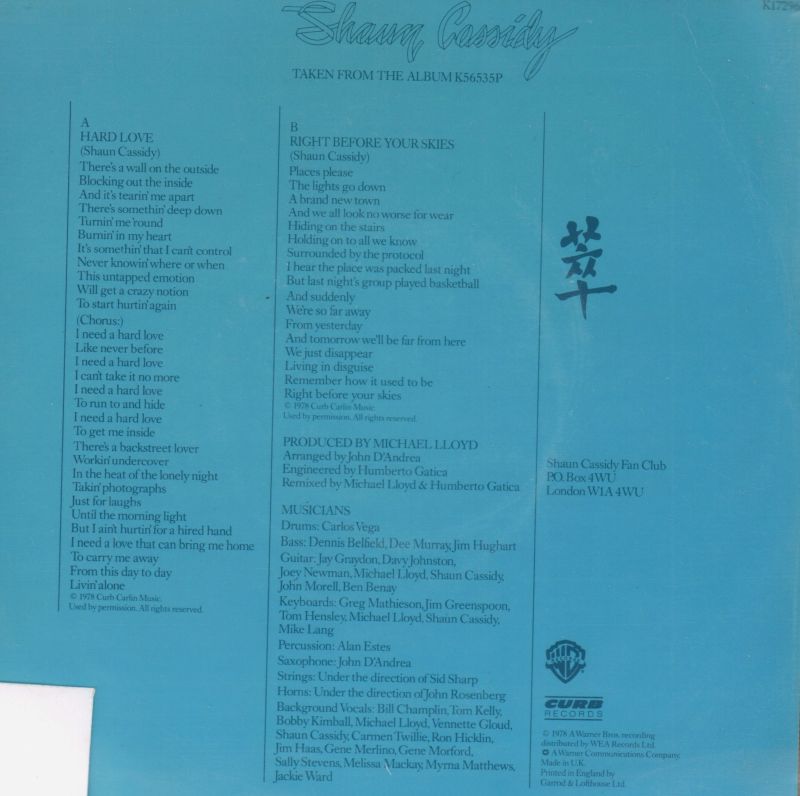 Shaun Cassidy
TAKEN FROM THE ALBUM K56535P
A
HARD LOVE
(Shaun Cassidy)
There's a wall on the outside
Blocking out the inside
And it's tearin' me apart
There's somethin' deep down
Turnin' me 'round
Burnin' in my heart
It's somethin' that I can't control
Never knowin' where or when
This untapped emotion
Will get a crazy notion
To start hurtin' again
(Chorus:)
I need a hard love
Like never before
I need a hard love
I can't take it no more
I need a hard love
To run to and hide
I need a hard love
To get me inside
There's a backstreet lover
Workin' undercover
In the heat of the lonely night
Takin' photographs
Just for laughs
Until the morning light
But I ain't hurtin' for a hired hand
I need a love that can bring me home
To carry me away
From this day to day
Livin' alone
© 1978 Curb Carlin Music.
Used by permission. All rights reserved.
B
RIGHT BEFORE YOUR SKIES
(Shaun Cassidy)
Places please
The lights go down
A brand new town
And we all look no worse for wear
Hiding on the stairs
Holding on to all we know
Surrounded by the protocol
I hear the place was packed last night
But last night's group played basketball
And suddenly
We're so far away
From yesterday
And tomorrow we'll be far from here
We just disappear
Living in disguise
Remember how it used to be
Right before your skies
© 1978 Curb Carlin Music
Used by permission. All rights reserved.
PRODUCED BY MICHAEL LLOYD
Arranged by John D'Andrea
Engineered by Humberto Gatica
Remixed by Michael Lloyd & Humberto Gatica
MUSICIANS
Drums: Carlos Vega
Bass: Dennis Belfield, Dee Murray, Jim Hughart
Guitar: Jay Graydon, Davy Johnston,
Joey Newman, Michael Lloyd, Shaun Cassidy,
John Morell, Ben Benay
Keyboards: Greg Mathieson, Jim Greenspoon,
Tom Hensley, Michael Lloyd, Shaun Cassidy,
Mike Lang
Percussion: Alan Estes
Saxophone: John D'Andrea
Strings: Under the direction of Sid Sharp
Horns: Under the direction of John Rosenberg
Background Vocals: Bill Champlin, Tom Kelly,
Bobby Kimball, Michael Lloyd, Vennette Gloud,
Shaun Cassidy, Carmen Twillie, Ron Hicklin,
Jim Haas, Gene Merlino, Gene Morford,
Sally Stevens, Melissa Mackay, Myrna Matthews,
Jackie Ward
萃
Shaun Cassidy Fan Club
P.O. Box 4WU
London W1A 4WU
WB
RECORDS
CURB
RECORDS
© 1978 A Warner Bros. recording
distributed by WEA Records Ltd.
A Warner Communications Company.
Made in U.K.
Printed in England by
Garrod & Lofthouse Ltd.